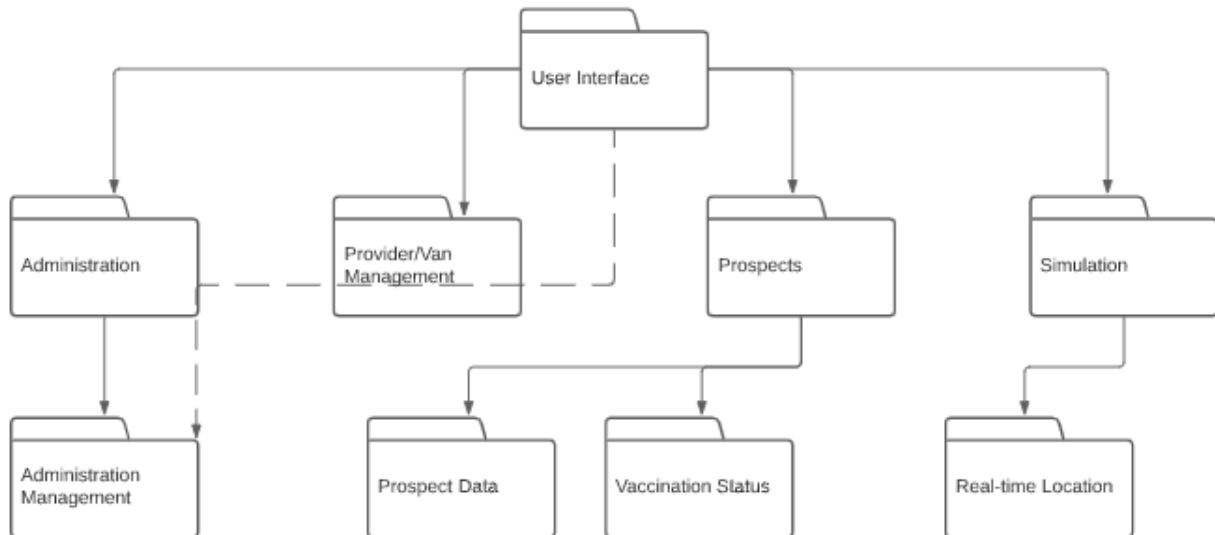 User Interface
Administration
Provider/Van
Management
Prospects
Simulation
Administration
Management
Prospect Data
Vaccination Status
Real-time Location